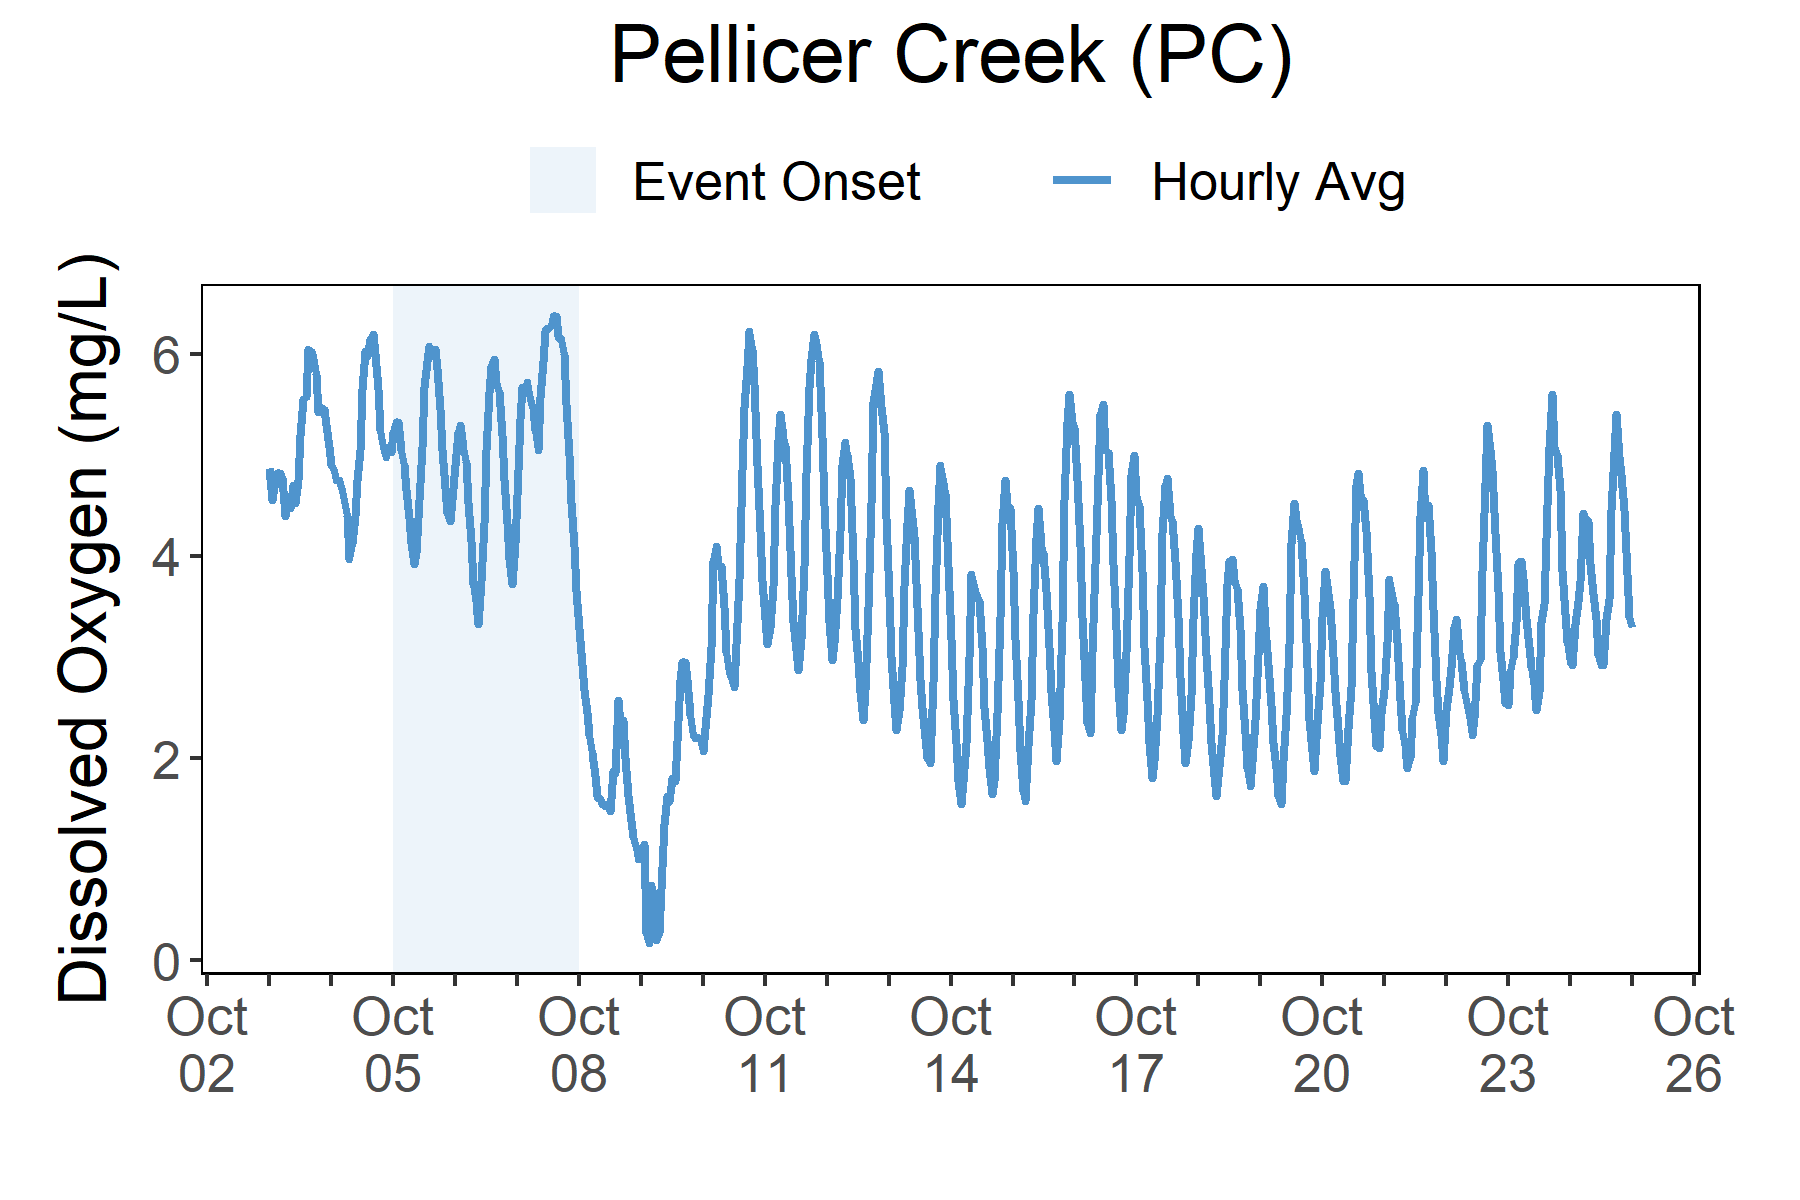 Pellicer Creek (PC)
Event Onset
Hourly Avg
Dissolved Oxygen (mg/L)
6
4
2
0
Oct
02
Oct
05
Oct
08
Oct
11
Oct
14
Oct
17
Oct
20
Oct
23
Oct
26